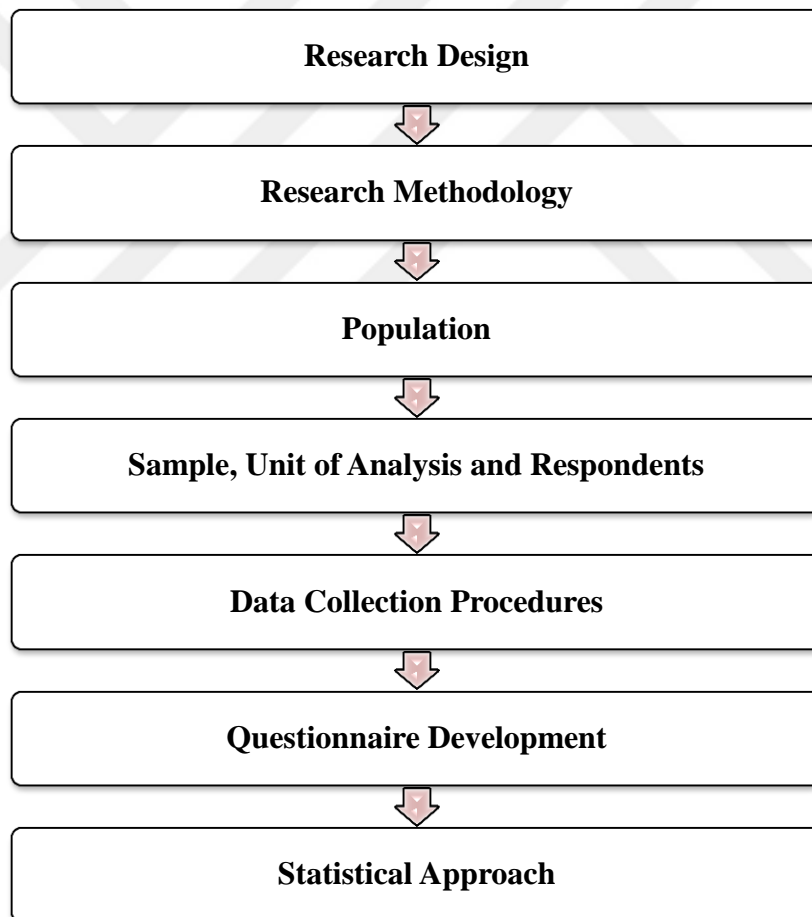 Research Design
Research Methodology
Population
Sample, Unit of Analysis and Respondents
Data Collection Procedures
Questionnaire Development
Statistical Approach